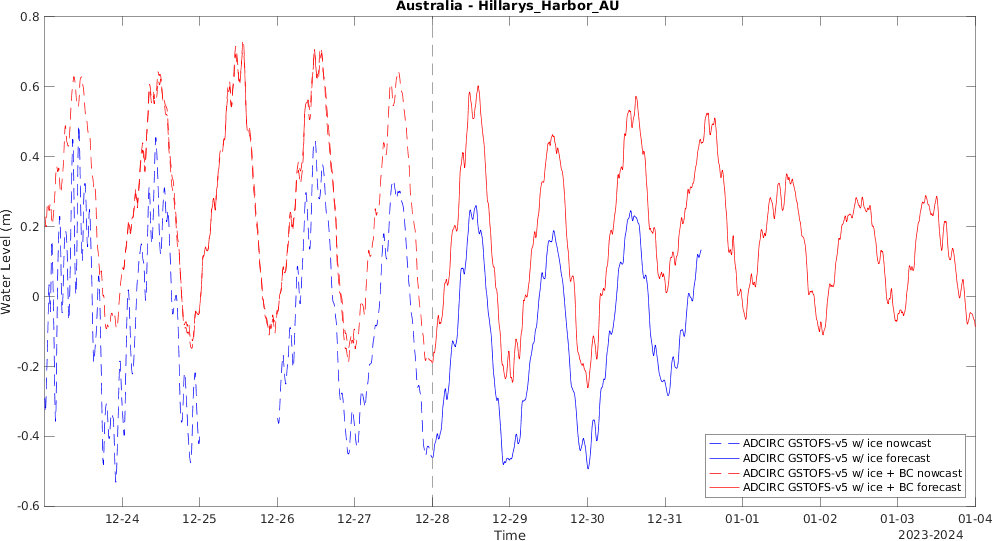 Australia - Hillarys_Harbor_AU
Water Level (m)
0.8
0.6
0.4
0.2
0
-0.2
-0.4
-0.6
ADCIRC GSTOFS-v5 w/ ice nowcast
ADCIRC GSTOFS-v5 w/ ice forecast
ADCIRC GSTOFS-v5 w/ ice + BC nowcast
ADCIRC GSTOFS-v5 w/ ice + BC forecast
12-24 12-25 12-26 12-27 12-28 12-29 12-30 12-31 01-01 01-02 01-03 01-04
Time
2023-2024